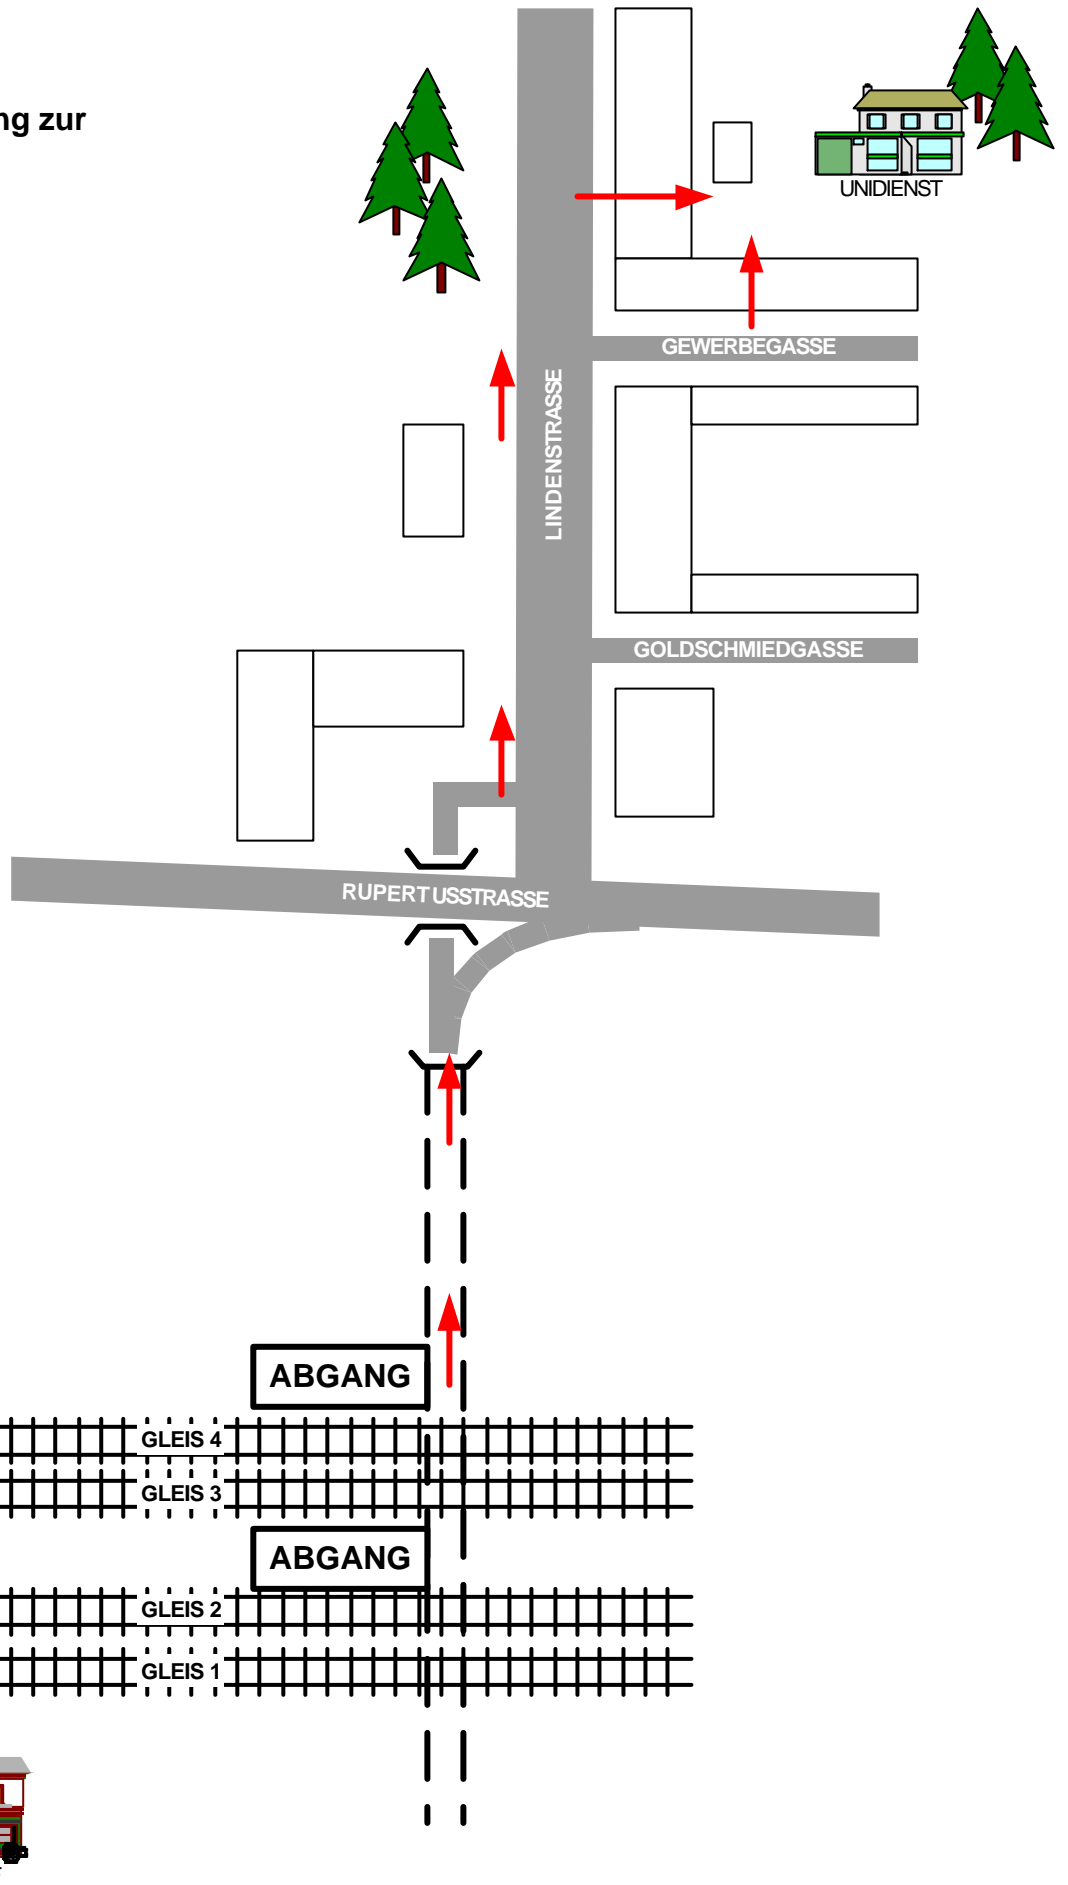 ng zur
UNIDIENST
GEWERBEGASSE
LINDENSTRASSE
GOLDSCHMIEDGASSE
RUPERTUSSTRASSE
ABGANG
GLEIS 4
GLEIS 3
ABGANG
GLEIS 2
GLEIS 1